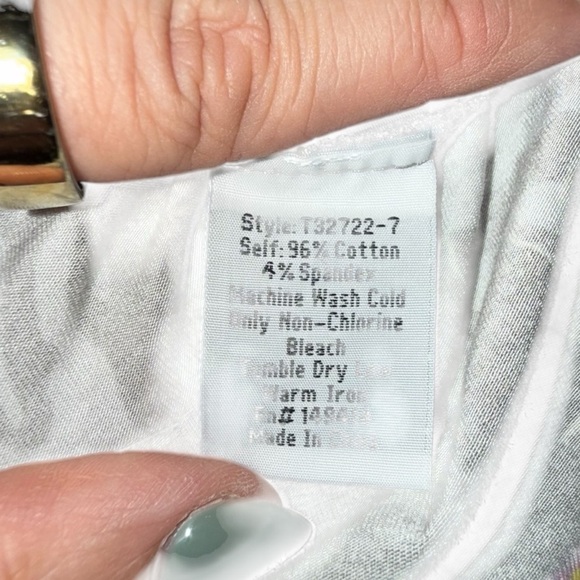 Style: T32722-7
Self: 96% Cotton
4% Spandex
Machine Wash Cold
Only Non-Chlorine
Bleach
Tumble Dry
Warm Iron
Made In